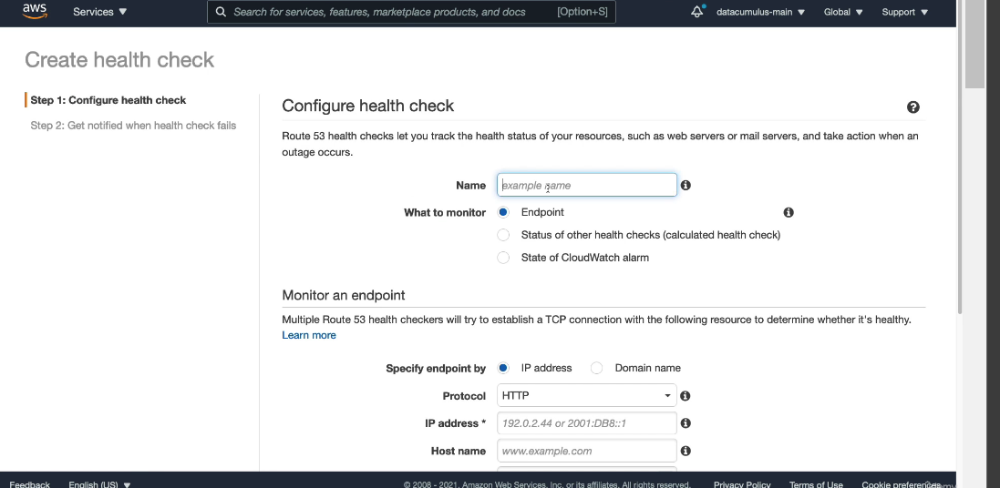 aws Services Search for services, features, marketplace products, and docs [Option+S] datacumulus-main Global Support
Create health check
Step 1: Configure health check
Step 2: Get notified when health check fails
Configure health check
Route 53 health checks let you track the health status of your resources, such as web servers or mail servers, and take action when an
outage occurs.
Name example name
What to monitor Endpoint
Status of other health checks (calculated health check)
State of CloudWatch alarm
Monitor an endpoint
Multiple Route 53 health checkers will try to establish a TCP connection with the following resource to determine whether it's healthy.
Learn more
Specify endpoint by IP address Domain name
Protocol HTTP
IP address * 192.0.2.44 or 2001:DB8::1
Host name www.example.com
Feedback English (US) © 2008 - 2021, Amazon Web Services, Inc. or its affiliates. All rights reserved. Privacy Policy Terms of Use Cookie preferences